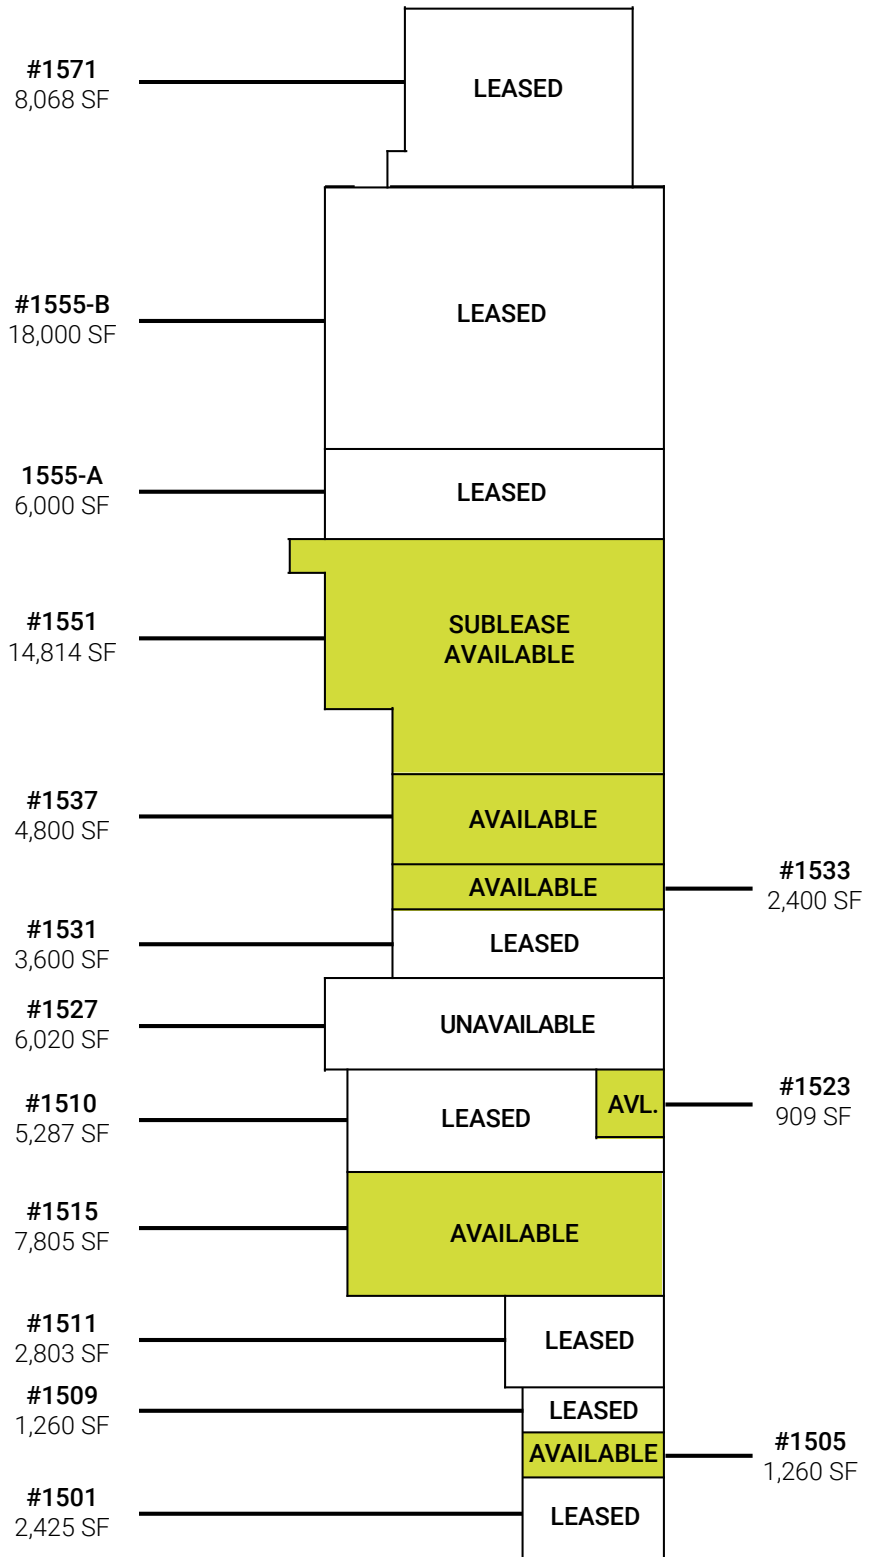 #1571
8,068 SF
LEASED
#1555-B
18,000 SF
LEASED
1555-A
6,000 SF
LEASED
#1551
14,814 SF
SUBLEASE
AVAILABLE
#1537
4,800 SF
AVAILABLE
AVAILABLE
#1533
2,400 SF
#1531
3,600 SF
LEASED
#1527
6,020 SF
UNAVAILABLE
#1510
5,287 SF
LEASED
AVL.
#1523
909 SF
#1515
7,805 SF
AVAILABLE
#1511
2,803 SF
LEASED
#1509
1,260 SF
LEASED
AVAILABLE
#1505
1,260 SF
#1501
2,425 SF
LEASED